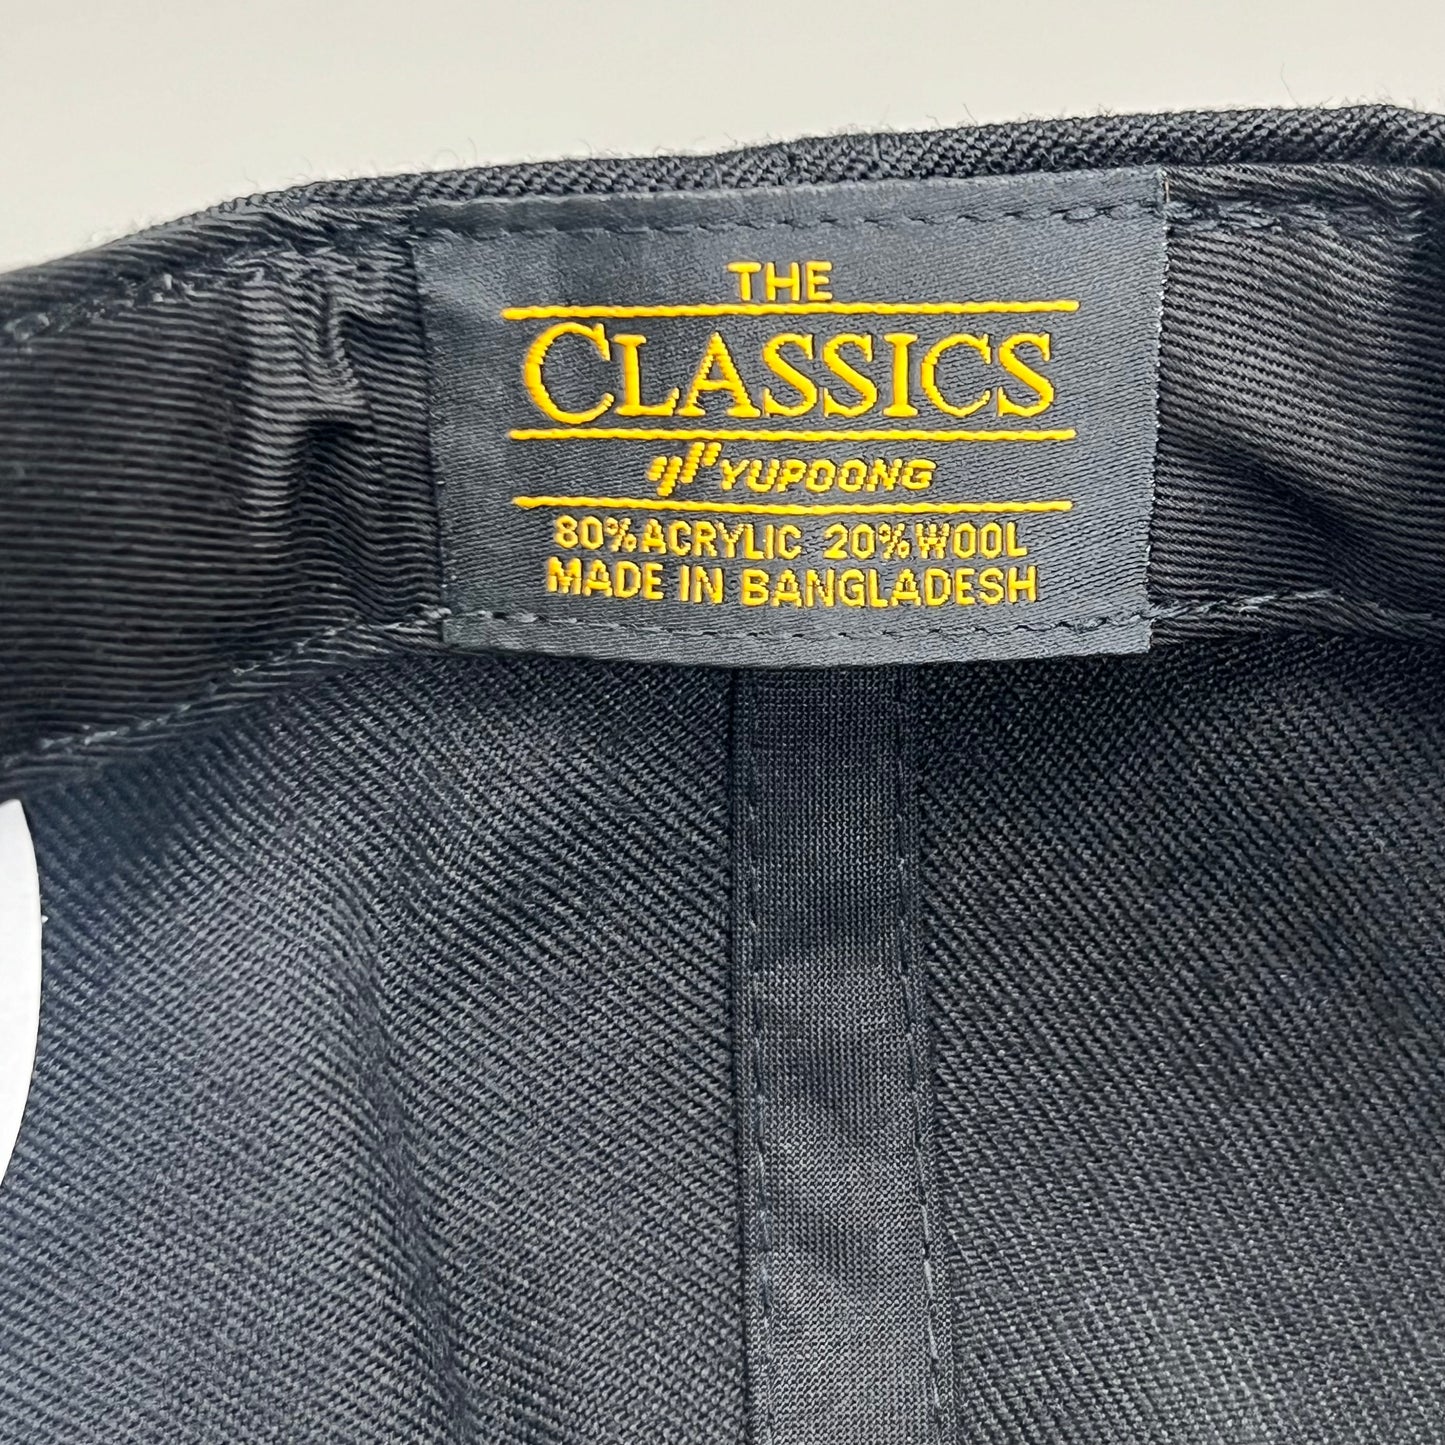 THE
CLASSICS
YUPOONG
80% ACRYLIC 20% WOOL
MADE IN BANGLADESH